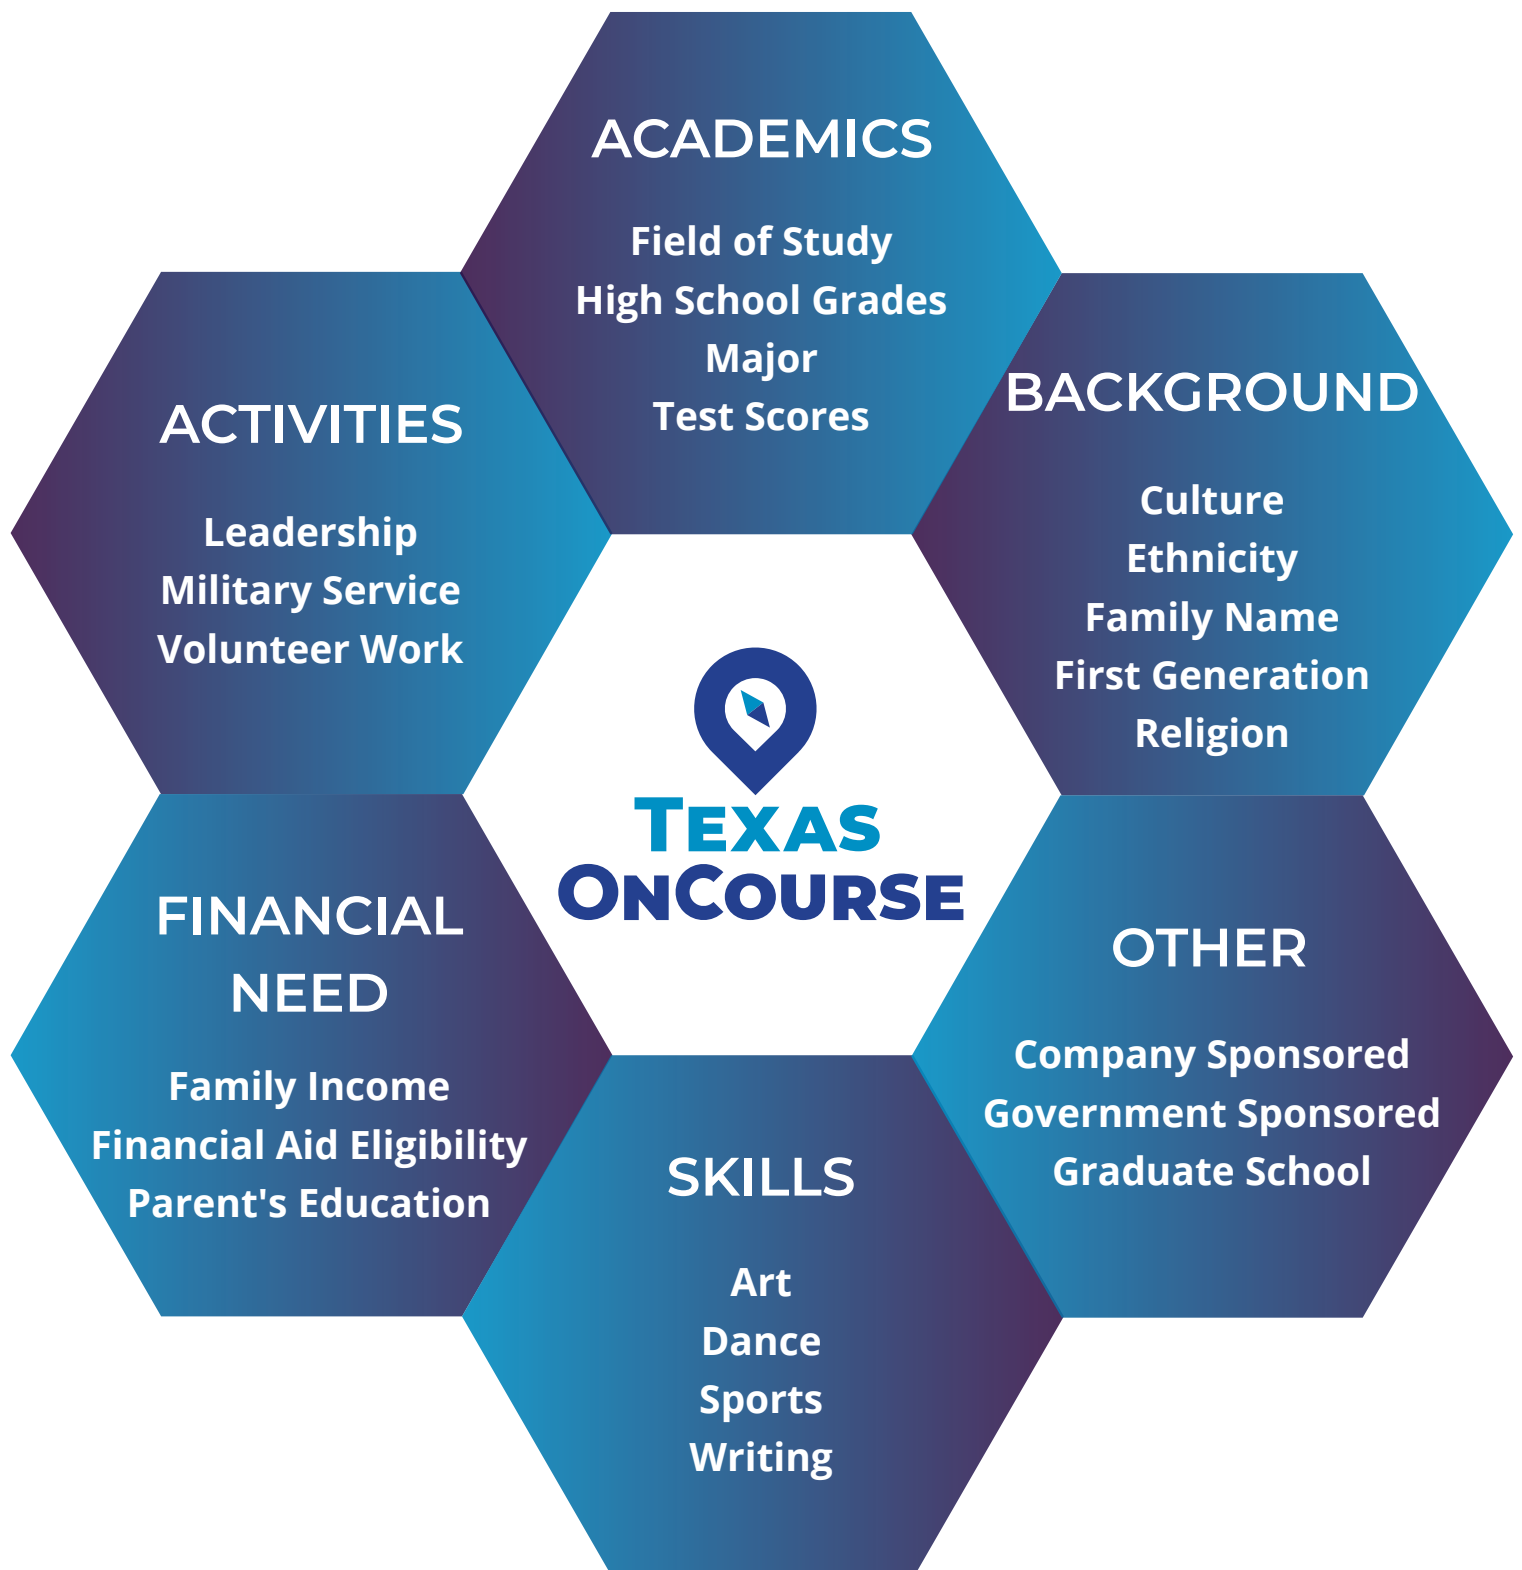 ACADEMICS
Field of Study
High School Grades
Major
Test Scores
BACKGROUND
Culture
Ethnicity
Family Name
First Generation
Religion
ACTIVITIES
Leadership
Military Service
Volunteer Work
TEXAS
ONCOURSE
FINANCIAL
NEED
Family Income
Financial Aid Eligibility
Parent's Education
OTHER
Company Sponsored
Government Sponsored
Graduate School
SKILLS
Art
Dance
Sports
Writing